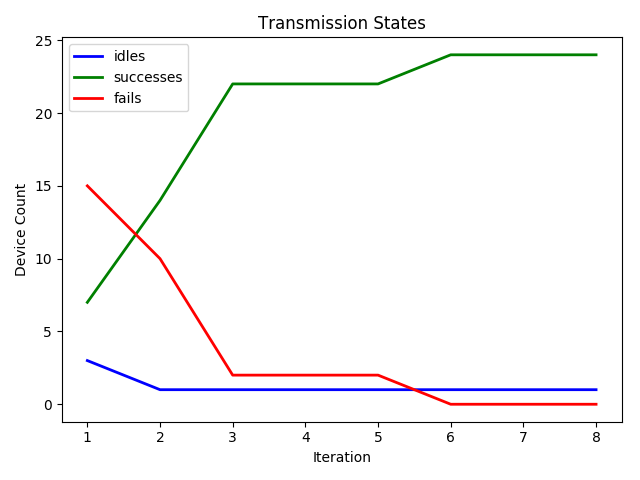 Transmission States
idles
successes
fails
Device Count
25
20
15
10
5
0
1 2 3 4 5 6 7 8
Iteration